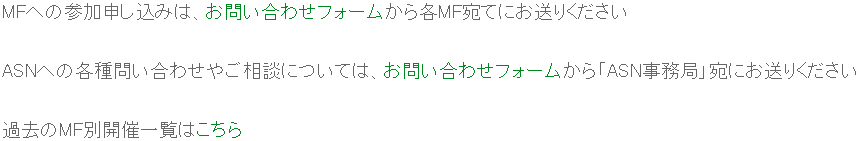 MFへの参加申し込みは、お問い合わせフォームから各MF宛てにお送りください
ASNへの各種問い合わせやご相談については、お問い合わせフォームから「ASN事務局」宛にお送りください
過去のMF別開催一覧はこちら